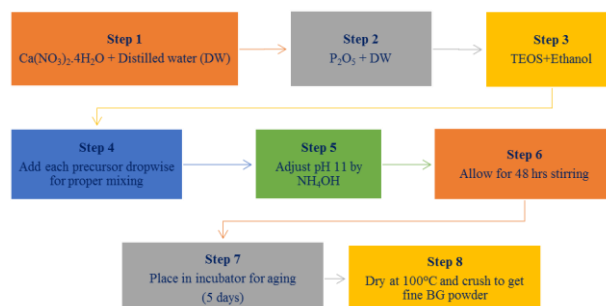 Step 1
Ca(NO₃)₂.4H₂O + Distilled water (DW)
Step 2
P₂O₅ + DW
Step 3
TEOS+Ethanol
Step 4
Add each precursor dropwise
for proper mixing
Step 5
Adjust pH 11 by
NH₄OH
Step 6
Allow for 48 hrs stirring
Step 7
Place in incubator for aging
(5 days)
Step 8
Dry at 100⁰C and crush to get
fine BG powder